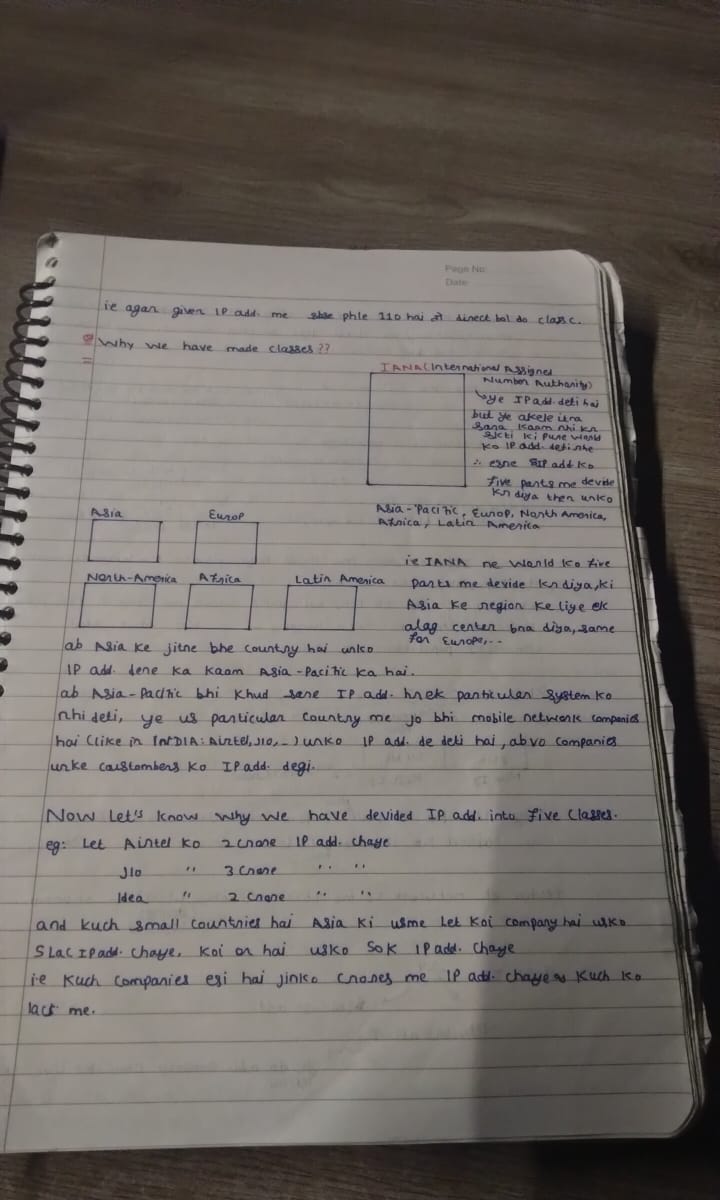 Page No:
Date:
ie agar given IP add. me sbse phle 110 hai तो direct bol do class c.
Q Why we have made classes ??
IANA (International Assigned
Number Authority)
ye IP add. deti hai
but ye akele itna
sara kaam nhi kr
skti ki pure world
ko IP add. deti rhe
∴ esne IP add ko
five parts me devide
kr diya then unko
Asia-Pacific, Europ, North America,
Africa, Latin America
Asia Europ
North-America Africa Latin America
ie IANA ne world ko five
parts me devide kr diya, ki
Asia ke region ke liye ek
alag center bna diya, same
for Europe,..
ab Asia ke jitne bhe country hai unko
IP add. dene ka kaam Asia-Pacific ka hai.
ab Asia-Pacific bhi khud sere IP add. hrek particular system ko
nhi deti, ye us particular country me jo bhi mobile network companies
hai (like in INDIA: Airtel, Jio, -) unko IP add. de deti hai, ab vo companies
unke caustombers ko IP add. degi.
Now Let's know why we have devided IP add. into five classes.
eg: Let Airtel ko 2 crore IP add. chaye
Jio " 3 crore " "
Idea " 2 crore " "
and kuch small countries hai Asia ki usme let koi company hai usko
5 Lac IP add. chaye, koi or hai usko 50K IP add. chaye
i.e kuch companies esi hai jinko crores me IP add. chaye kuch ko
lacs me.